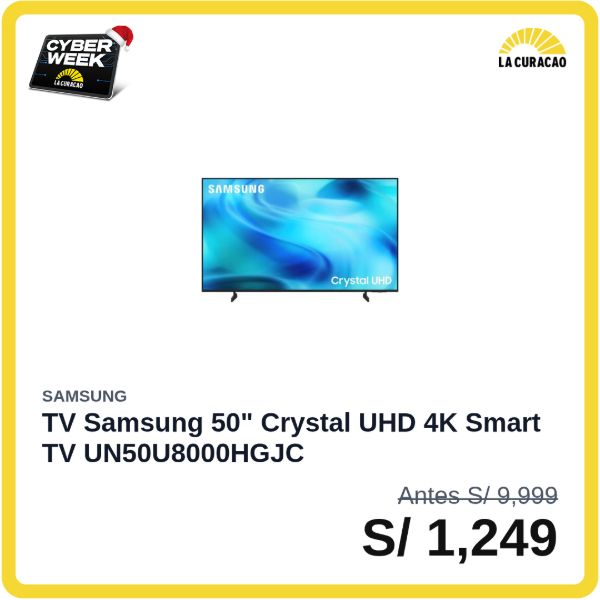 CYBER
WEEK
LA CURACAO
LA CURACAO
SAMSUNG
Crystal UHD
SAMSUNG
TV Samsung 50" Crystal UHD 4K Smart
TV UN50U8000HGJC
Antes S/ 9,999
S/ 1,249